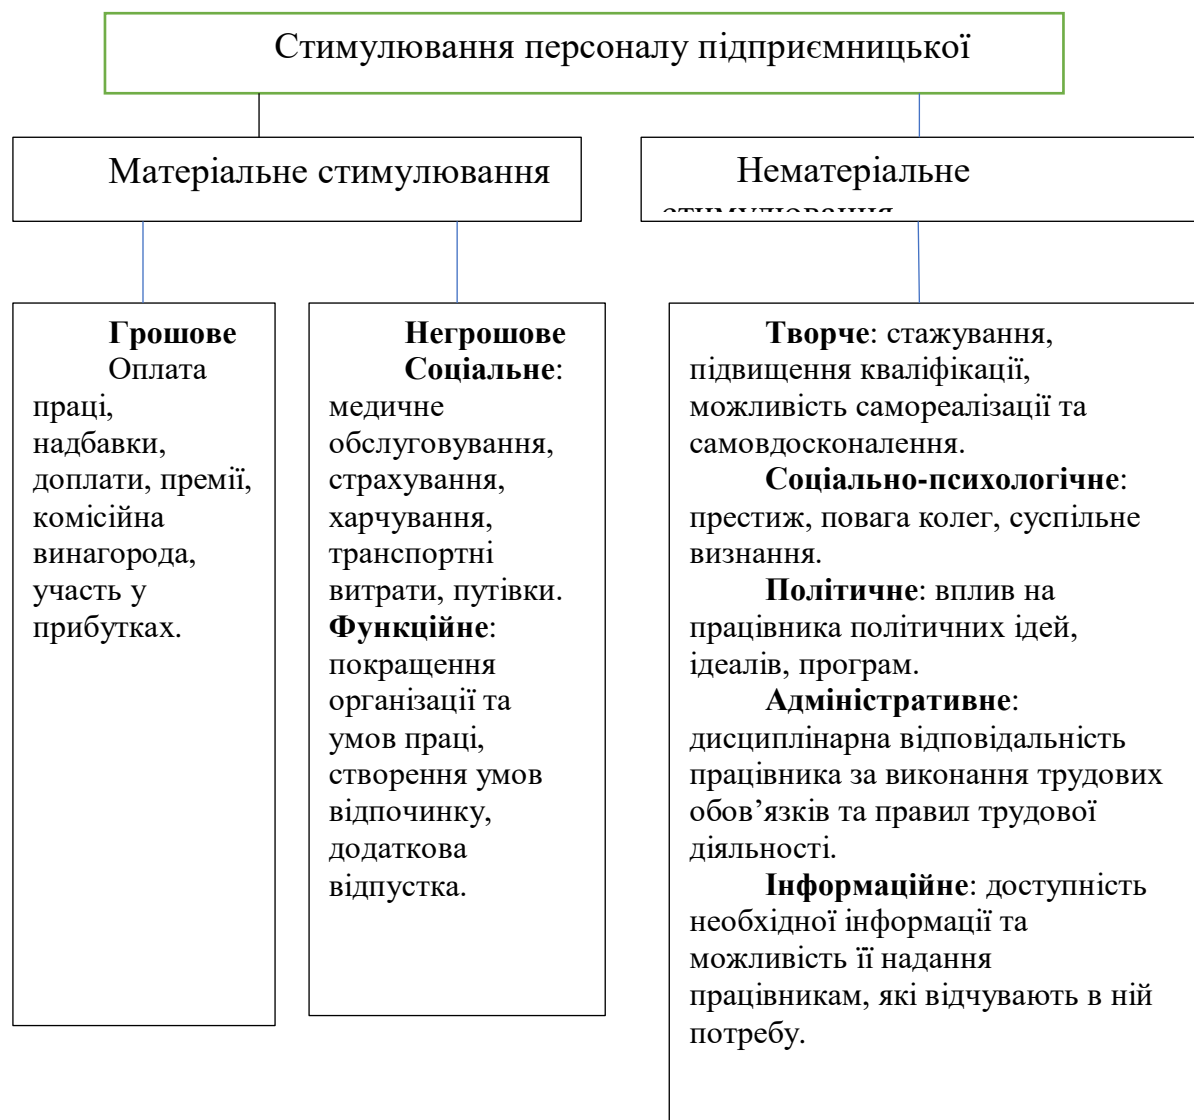 Стимулювання персоналу підприємницької
Матеріальне стимулювання
Нематеріальне
стимулювання
Грошове
Оплата
праці,
надбавки,
доплати, премії,
комісійна
винагорода,
участь у
прибутках.
Негрошове
Соціальне:
медичне
обслуговування,
страхування,
харчування,
транспортні
витрати, путівки.
Функційне:
покращення
організації та
умов праці,
створення умов
відпочинку,
додаткова
відпустка.
Творче: стажування,
підвищення кваліфікації,
можливість самореалізації та
самовдосконалення.
Соціально-психологічне:
престиж, повага колег, суспільне
визнання.
Політичне: вплив на
працівника політичних ідей,
ідеалів, програм.
Адміністративне:
дисциплінарна відповідальність
працівника за виконання трудових
обов’язків та правил трудової
діяльності.
Інформаційне: доступність
необхідної інформації та
можливість її надання
працівникам, які відчувають в ній
потребу.